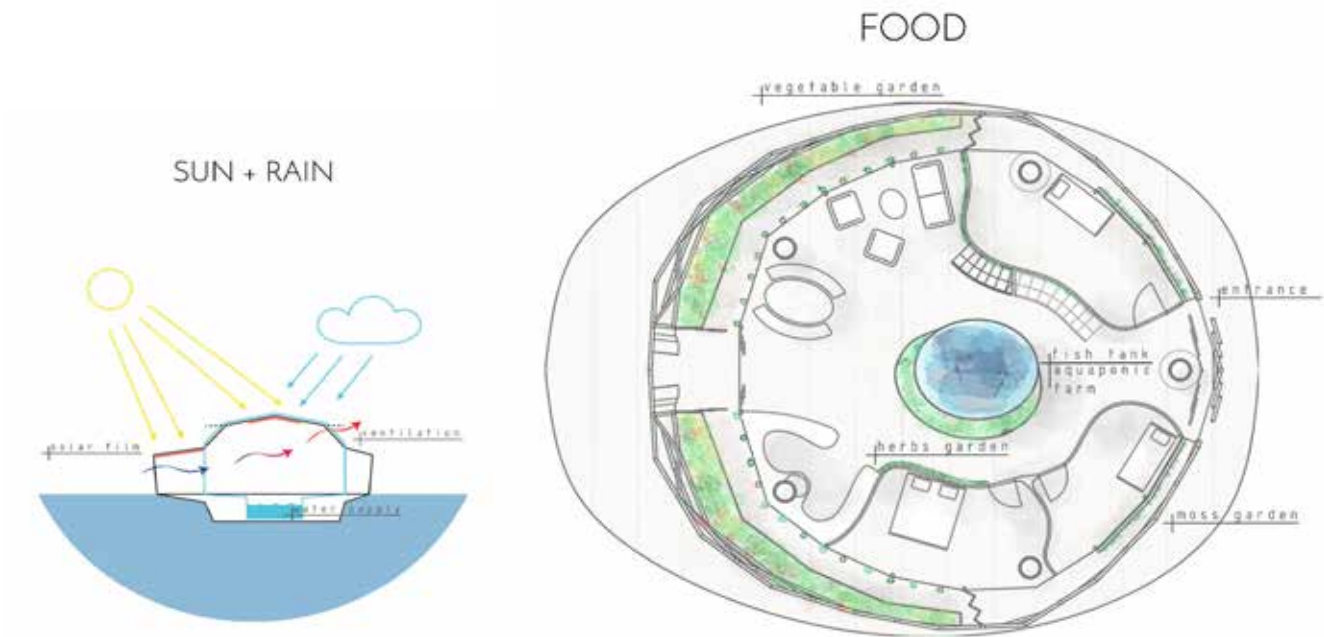 FOOD
vegetable garden
SUN + RAIN
entrance
fish tank
aquaponic
farm
solar film
ventilation
herbs garden
water supply
moss garden